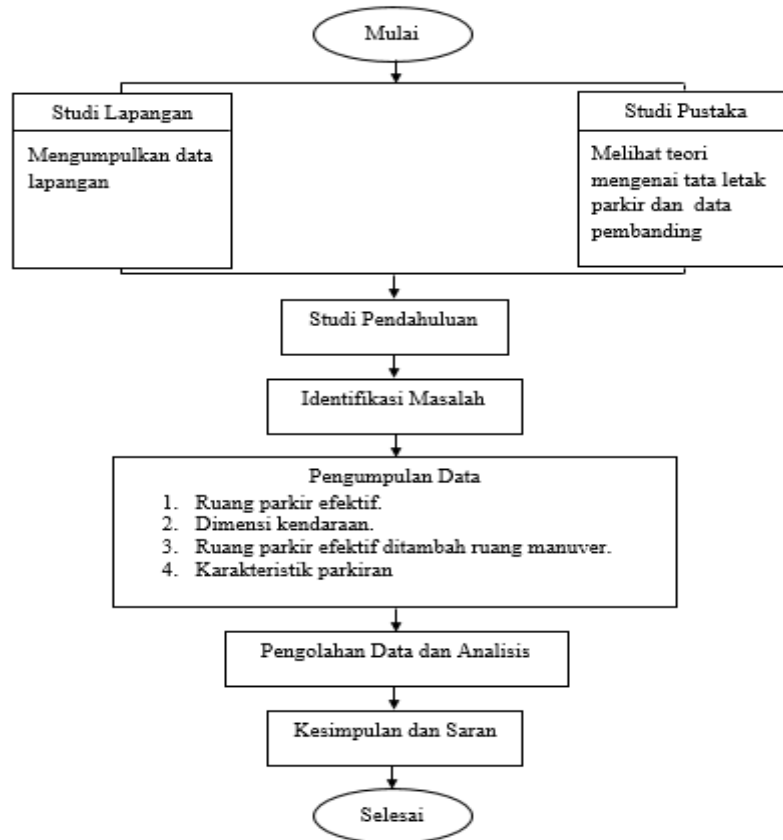 Mulai
Studi Lapangan
Mengumpulkan data
lapangan
Studi Pustaka
Melihat teori
mengenai tata letak
parkir dan data
pembanding
Studi Pendahuluan
Identifikasi Masalah
Pengumpulan Data
1. Ruang parkir efektif.
2. Dimensi kendaraan.
3. Ruang parkir efektif ditambah ruang manuver.
4. Karakteristik parkiran
Pengolahan Data dan Analisis
Kesimpulan dan Saran
Selesai